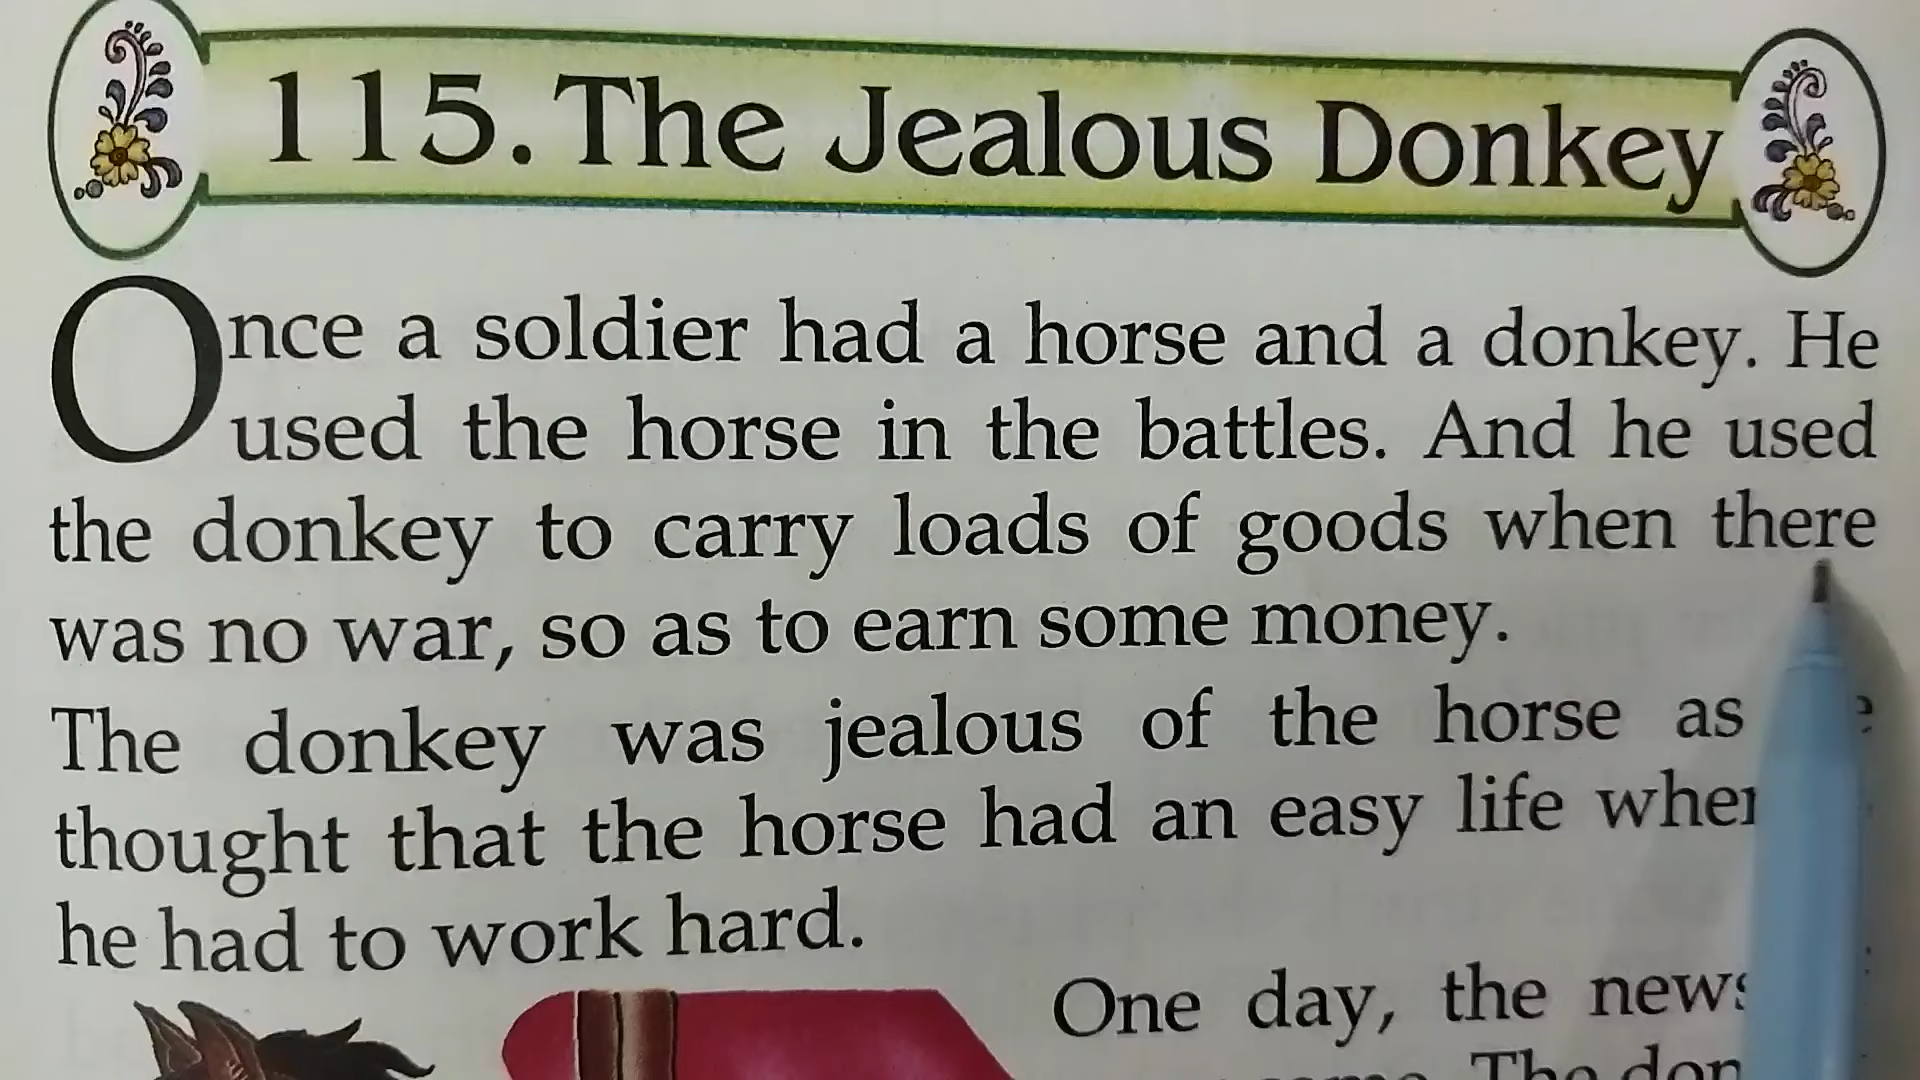 115. The Jealous Donkey
Once a soldier had a horse and a donkey. He
used the horse in the battles. And he used
the donkey to carry loads of goods when there
was no war, so as to earn some money.
The donkey was jealous of the horse as
thought that the horse had an easy life
he had to work hard.
One day, the news
The